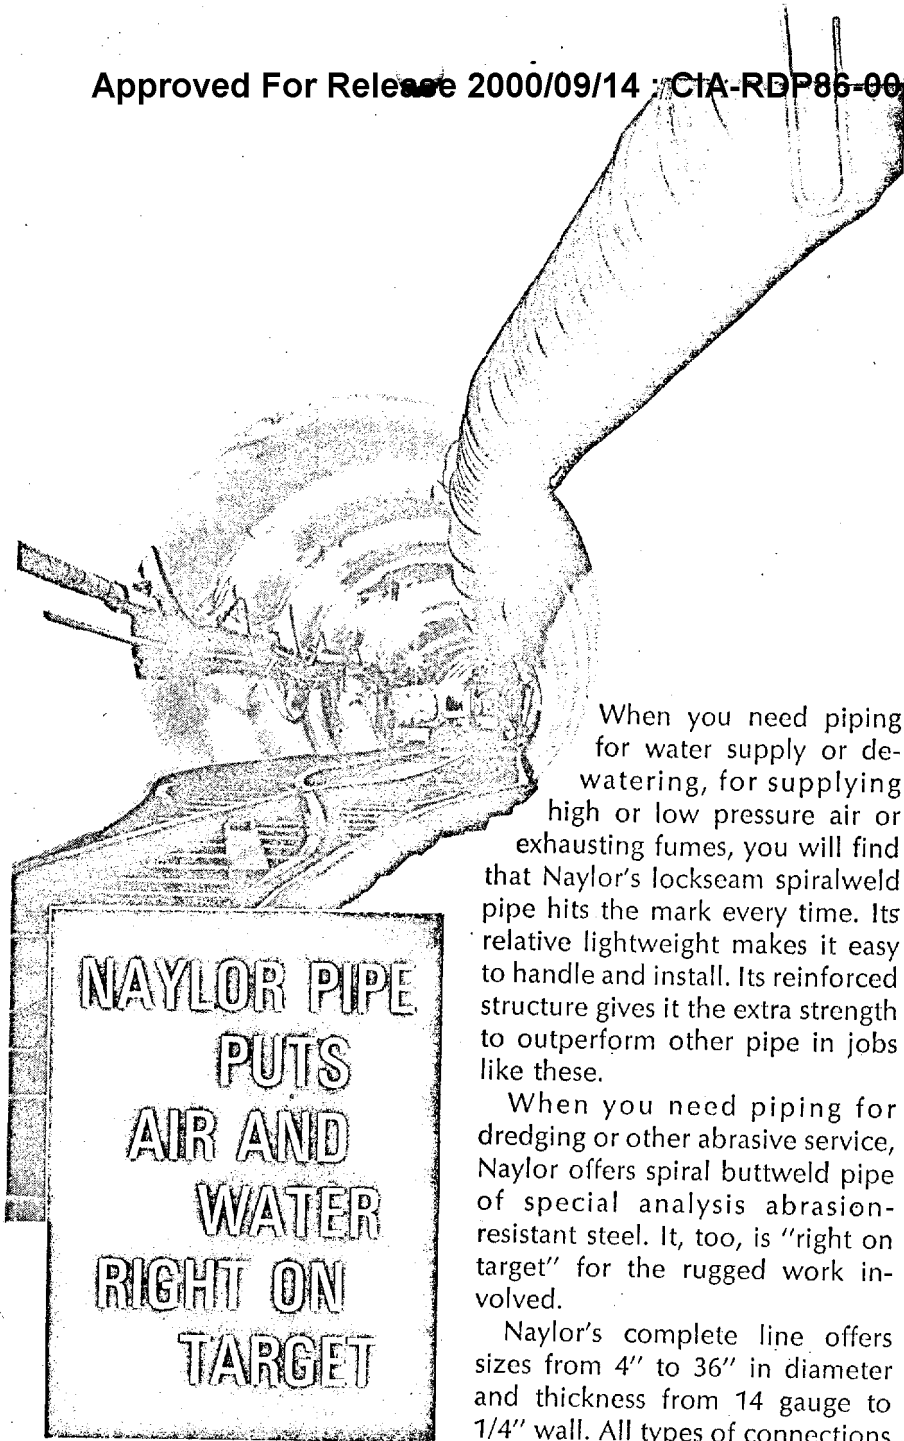 Approved For Release 2000/09/14 : CIA-RDP86-00
When you need piping
for water supply or de-
watering, for supplying
high or low pressure air or
exhausting fumes, you will find
that Naylor's lockseam spiralweld
pipe hits the mark every time. Its
relative lightweight makes it easy
to handle and install. Its reinforced
structure gives it the extra strength
to outperform other pipe in jobs
like these.
When you need piping for
dredging or other abrasive service,
Naylor offers spiral buttweld pipe
of special analysis abrasion-
resistant steel. It, too, is "right on
target" for the rugged work in-
volved.
Naylor's complete line offers
sizes from 4" to 36" in diameter
and thickness from 14 gauge to
1/4" wall. All types of connections
NAYLOR PIPE
PUTS
AIR AND
WATER
RIGHT ON
TARGET